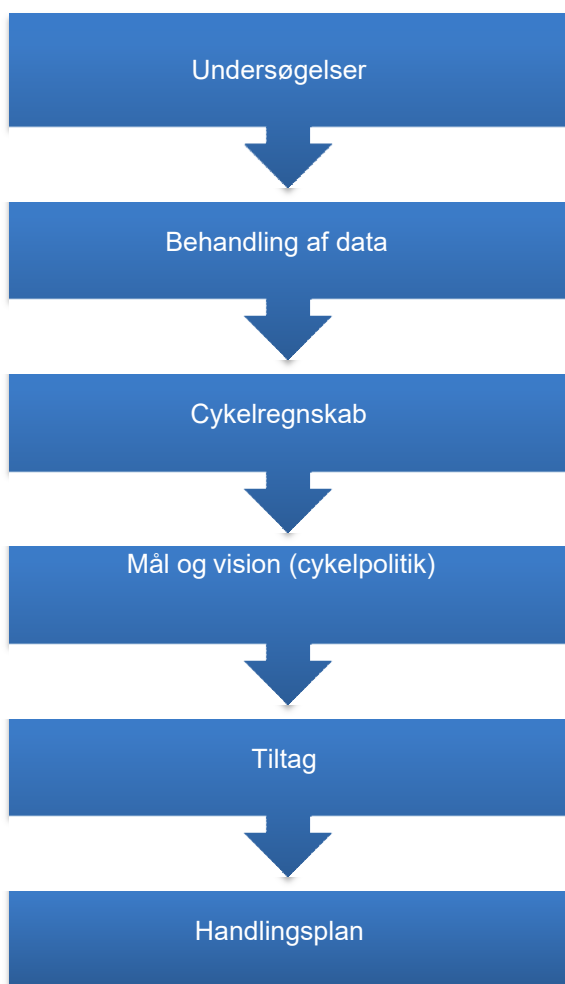 Undersøgelser
Behandling af data
Cykelregnskab
Mål og vision (cykelpolitik)
Tiltag
Handlingsplan